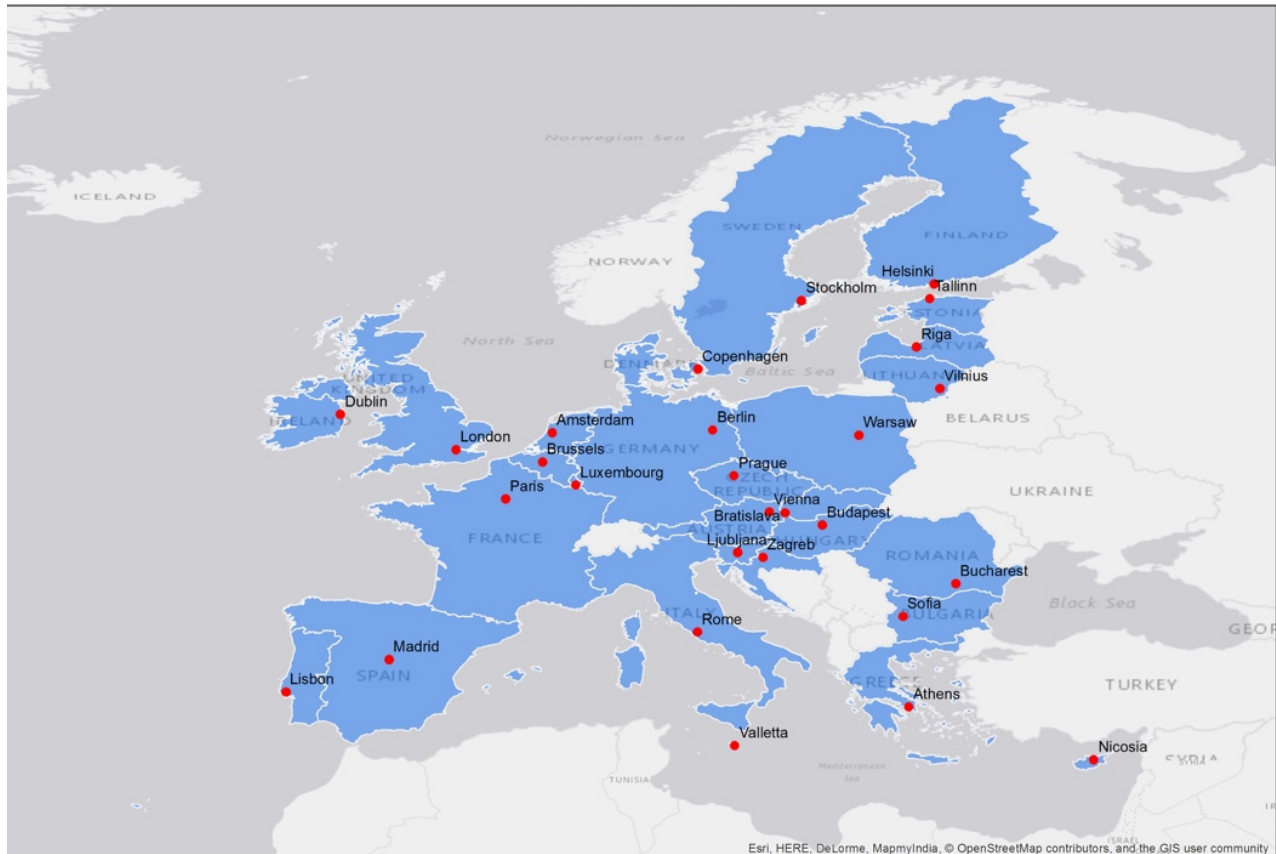 Norwegian Sea
ICELAND
SWEDEN
FINLAND
NORWAY
Helsinki
Stockholm
Tallinn
STONIA
North Sea
Riga
LATVIA
Copenhagen
DENMARK
Baltic Sea
LITHUANIA
Vilnius
UNITED
KINGDOM
Dublin
IRELAND
BELARUS
Amsterdam
Berlin
Warsaw
London
GERMANY
Brussels
Luxembourg
Prague
CZECH
REPUBLIC
Paris
UKRAINE
Vienna
Bratislava
Budapest
AUSTRIA
HUNGARY
FRANCE
Ljubljana
Zagreb
ROMANIA
Bucharest
Black Sea
Sofia
BULGARIA
ITALY
Rome
GEOR
Madrid
SPAIN
Lisbon
GREECE
Athens
TURKEY
Valletta
Nicosia
SYRIA
SYRIA
TUNISIA
Mediterranean
Sea
ISRAEL
IR
Esri, HERE, DeLorme, MapmyIndia, © OpenStreetMap contributors, and the GIS user community